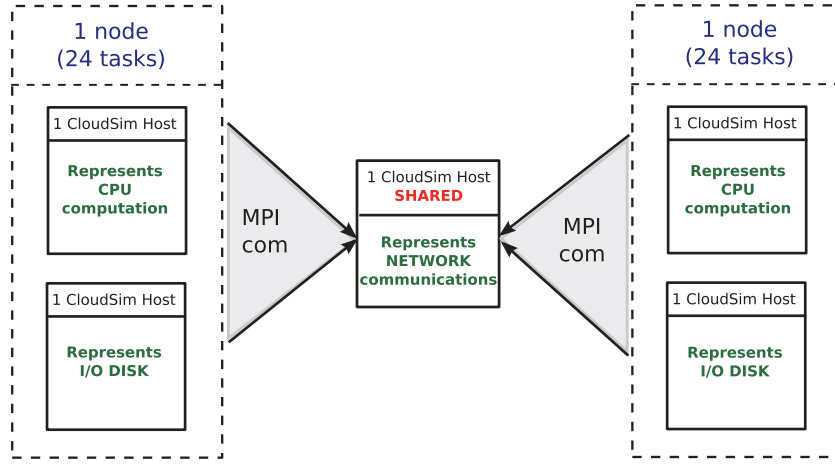 1 node
(24 tasks)
1 CloudSim Host
Represents
CPU
computation
1 CloudSim Host
Represents
I/O DISK
MPI
com
1 CloudSim Host
SHARED
Represents
NETWORK
communications
MPI
com
1 node
(24 tasks)
1 CloudSim Host
Represents
CPU
computation
1 CloudSim Host
Represents
I/O DISK